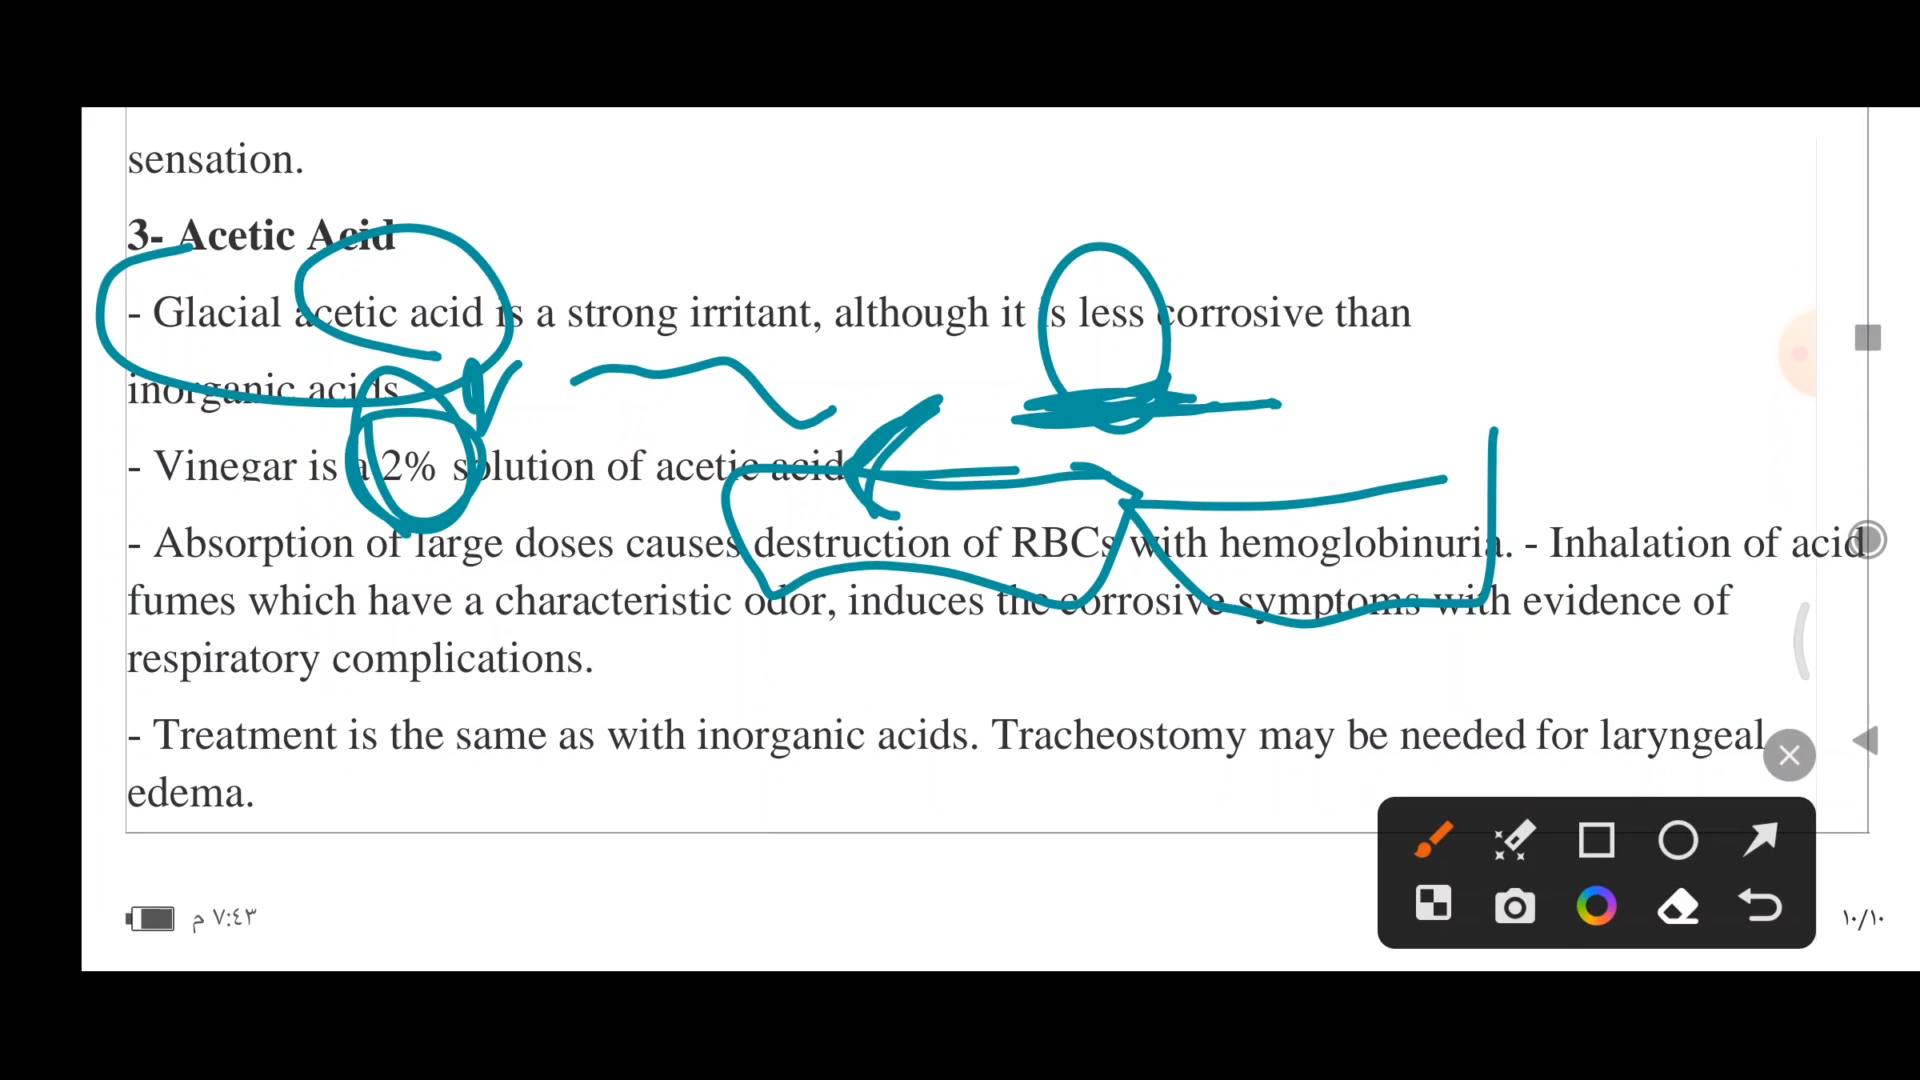 sensation.
3- Acetic Acid
- Glacial acetic acid is a strong irritant, although it is less corrosive than
inorganic acids
- Vinegar is a 2% solution of acetic acid
- Absorption of large doses causes destruction of RBCs with hemoglobinuria. - Inhalation of acid
fumes which have a characteristic odor, induces the corrosive symptoms with evidence of
respiratory complications.
- Treatment is the same as with inorganic acids. Tracheostomy may be needed for laryngeal
edema.
٧:٤٣ م
١٠/١٠